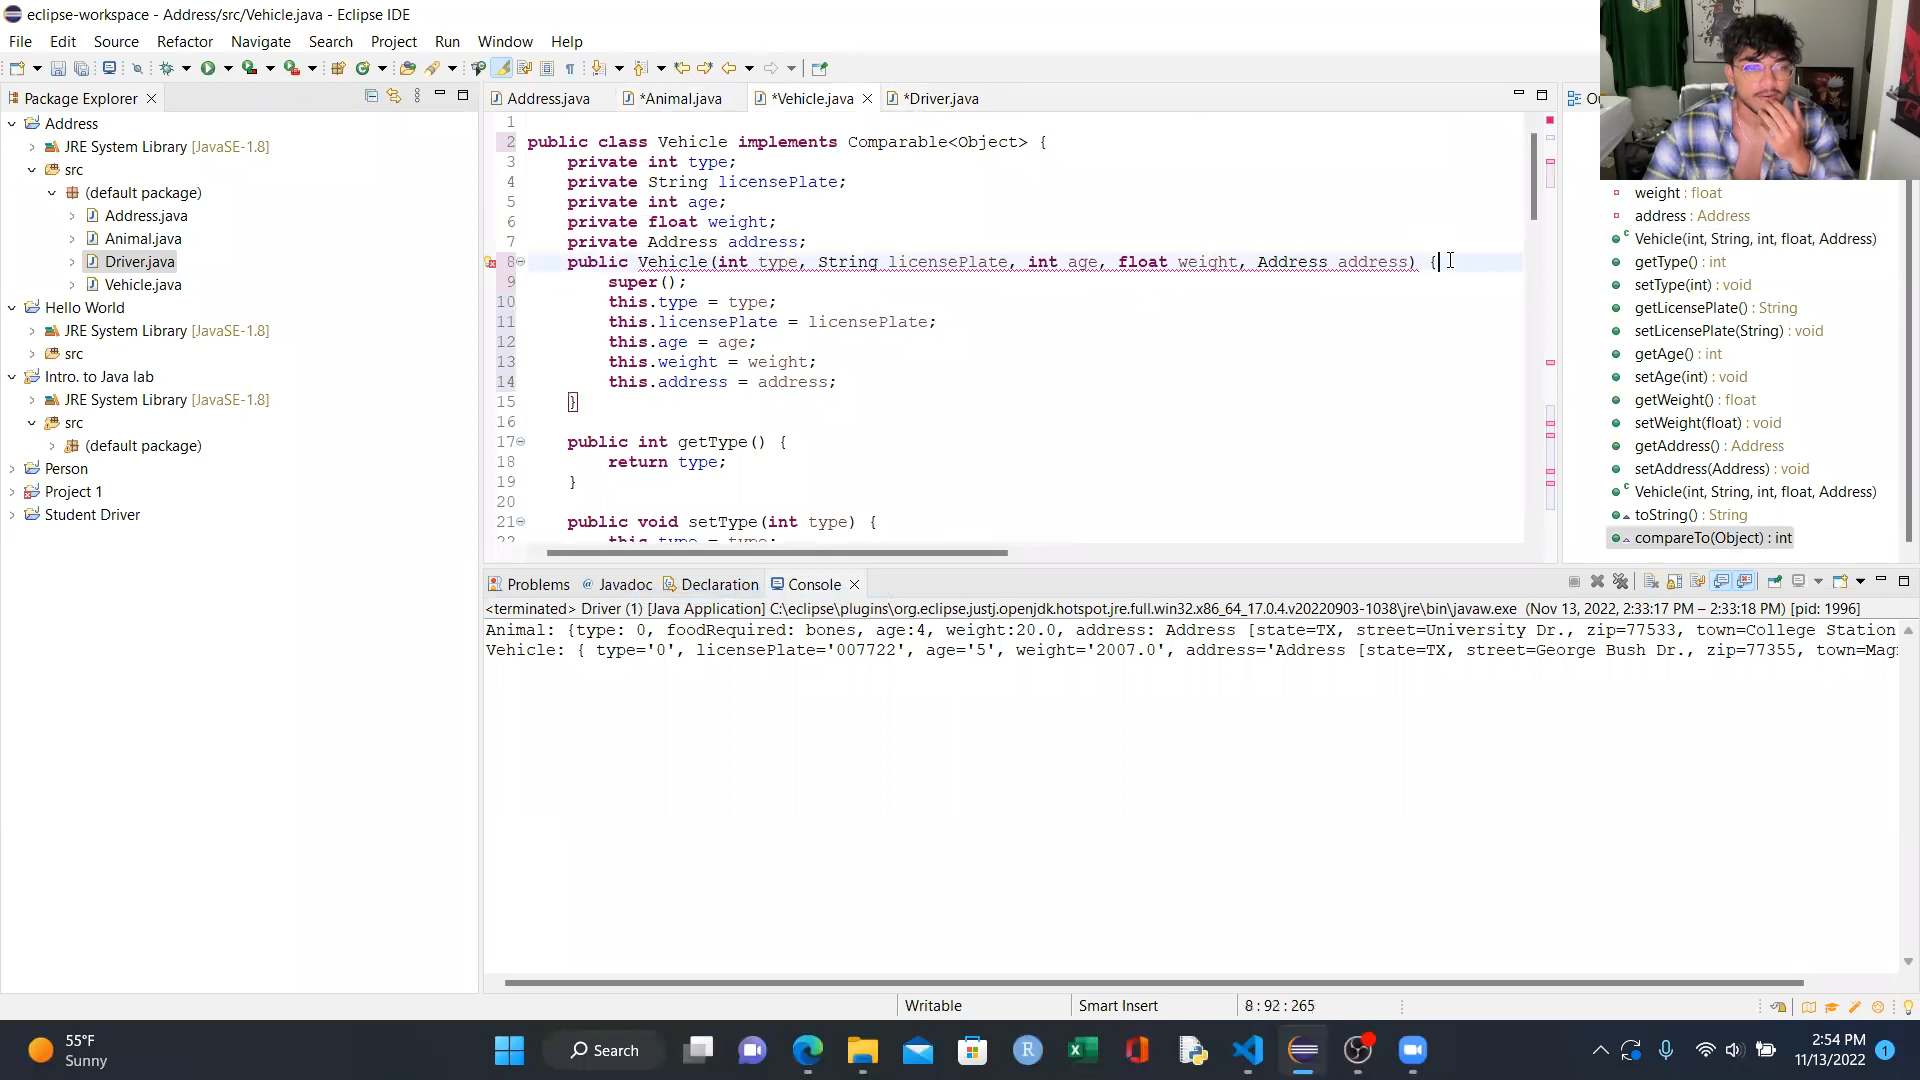 eclipse-workspace - Address/src/Vehicle.java - Eclipse IDE
File Edit Source Refactor Navigate Search Project Run Window Help
Package Explorer
Address
JRE System Library [JavaSE-1.8]
src
(default package)
Address.java
Animal.java
Driver.java
Vehicle.java
Hello World
JRE System Library [JavaSE-1.8]
src
Intro. to Java lab
JRE System Library [JavaSE-1.8]
src
(default package)
Person
Project 1
Student Driver
Address.java *Animal.java *Vehicle.java *Driver.java
1
2 public class Vehicle implements Comparable<Object> {
3 private int type;
4 private String licensePlate;
5 private int age;
6 private float weight;
7 private Address address;
8 public Vehicle(int type, String licensePlate, int age, float weight, Address address) {
9 super();
10 this.type = type;
11 this.licensePlate = licensePlate;
12 this.age = age;
13 this.weight = weight;
14 this.address = address;
15 }
16
17 public int getType() {
18 return type;
19 }
20
21 public void setType(int type) {
22 this.type = type;
Ou
weight : float
address : Address
Vehicle(int, String, int, float, Address)
getType() : int
setType(int) : void
getLicensePlate() : String
setLicensePlate(String) : void
getAge() : int
setAge(int) : void
getWeight() : float
setWeight(float) : void
getAddress() : Address
setAddress(Address) : void
Vehicle(int, String, int, float, Address)
toString() : String
compareTo(Object) : int
Problems Javadoc Declaration Console
<terminated> Driver (1) [Java Application] C:\eclipse\plugins\org.eclipse.justj.openjdk.hotspot.jre.full.win32.x86_64_17.0.4.v20220903-1038\jre\bin\javaw.exe (Nov 13, 2022, 2:33:17 PM – 2:33:18 PM) [pid: 1996]
Animal: {type: 0, foodRequired: bones, age:4, weight:20.0, address: Address [state=TX, street=University Dr., zip=77533, town=College Station
Vehicle: { type='0', licensePlate='007722', age='5', weight='2007.0', address='Address [state=TX, street=George Bush Dr., zip=77355, town=Mag
Writable Smart Insert 8 : 92 : 265
55°F
Sunny
Search
2:54 PM
11/13/2022
1